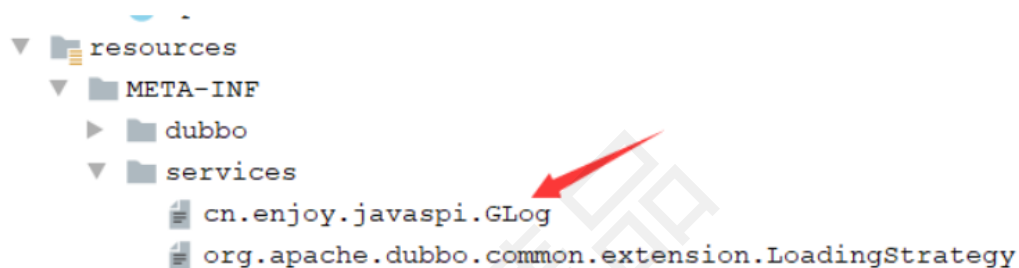 resources
META-INF
dubbo
services
cn.enjoy.javaspi.GLog
org.apache.dubbo.common.extension.LoadingStrategy